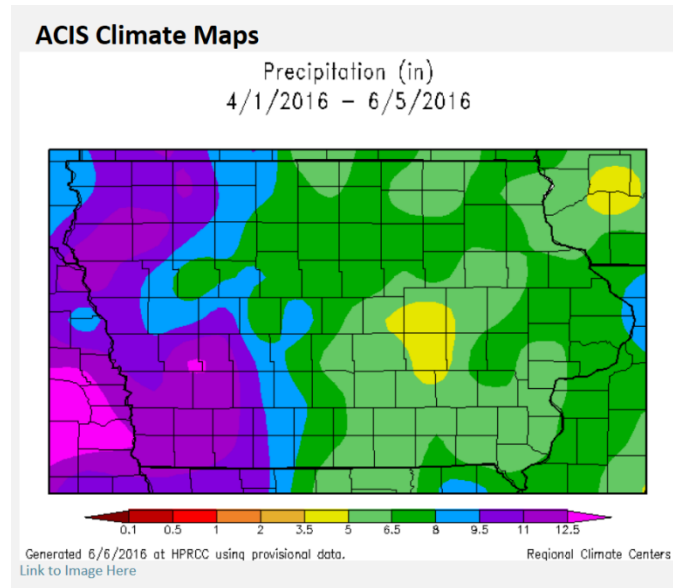 ACIS Climate Maps
Precipitation (in)
4/1/2016 – 6/5/2016
0.1 0.5 1 2 3.5 5 6.5 8 9.5 11 12.5
Generated 6/6/2016 at HPRCC using provisional data. Regional Climate Centers
Link to Image Here